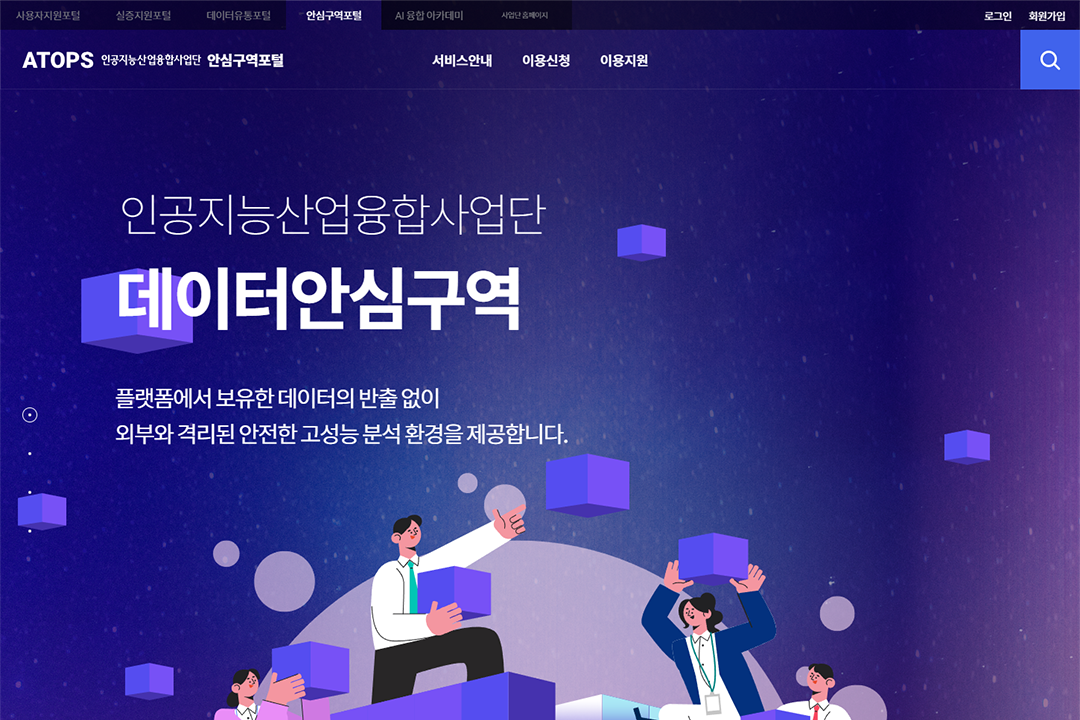 사용자지원포털 실증지원포털 데이터유통포털 안심구역포털 AI 융합 아카데미 사업단 홈페이지 로그인 회원가입
ATOPS 인공지능산업융합사업단 안심구역포털 서비스안내 이용신청 이용지원
인공지능산업융합사업단
데이터안심구역
플랫폼에서 보유한 데이터의 반출 없이
외부와 격리된 안전한 고성능 분석 환경을 제공합니다.